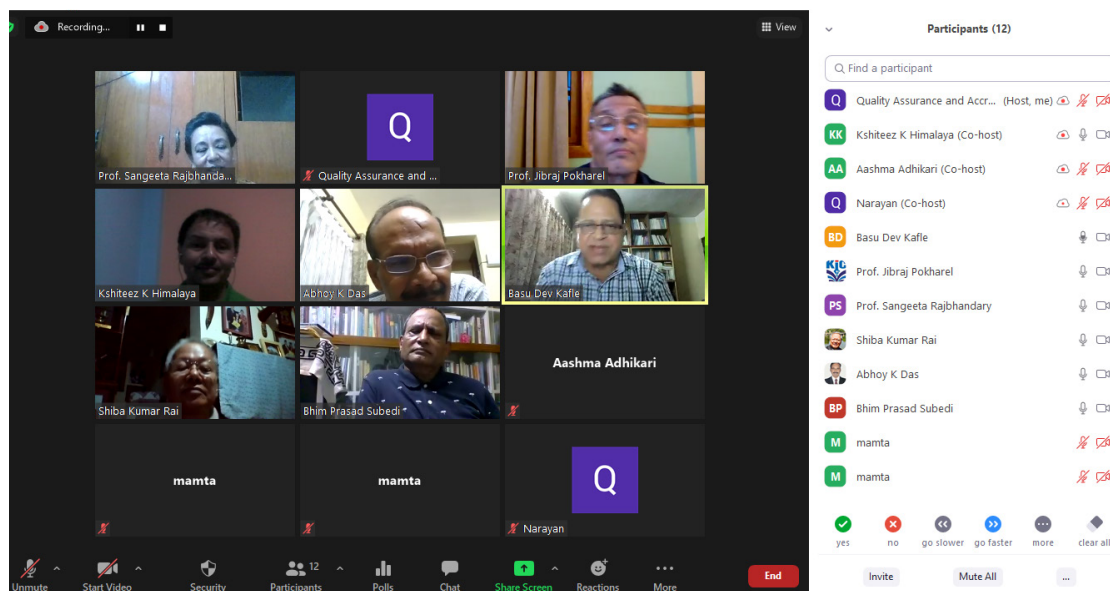 Recording...
View
Prof. Sangeeta Rajbhanda...
Q
Quality Assurance and ...
Prof. Jibraj Pokharel
Kshiteez K Himalaya
Abhoy K Das
Basu Dev Kafle
Shiba Kumar Rai
Bhim Prasad Subedi
Aashma Adhikari
mamta
mamta
Q
Narayan
Unmute
Start Video
Security
12
Participants
Polls
Chat
Share Screen
Reactions
More
End
Participants (12)
Find a participant
Q Quality Assurance and Accr... (Host, me)
KK Kshiteez K Himalaya (Co-host)
AA Aashma Adhikari (Co-host)
Q Narayan (Co-host)
BD Basu Dev Kafle
KIC Prof. Jibraj Pokharel
PS Prof. Sangeeta Rajbhandary
Shiba Kumar Rai
Abhoy K Das
BP Bhim Prasad Subedi
M mamta
M mamta
yes no go slower go faster more clear all
Invite Mute All ...